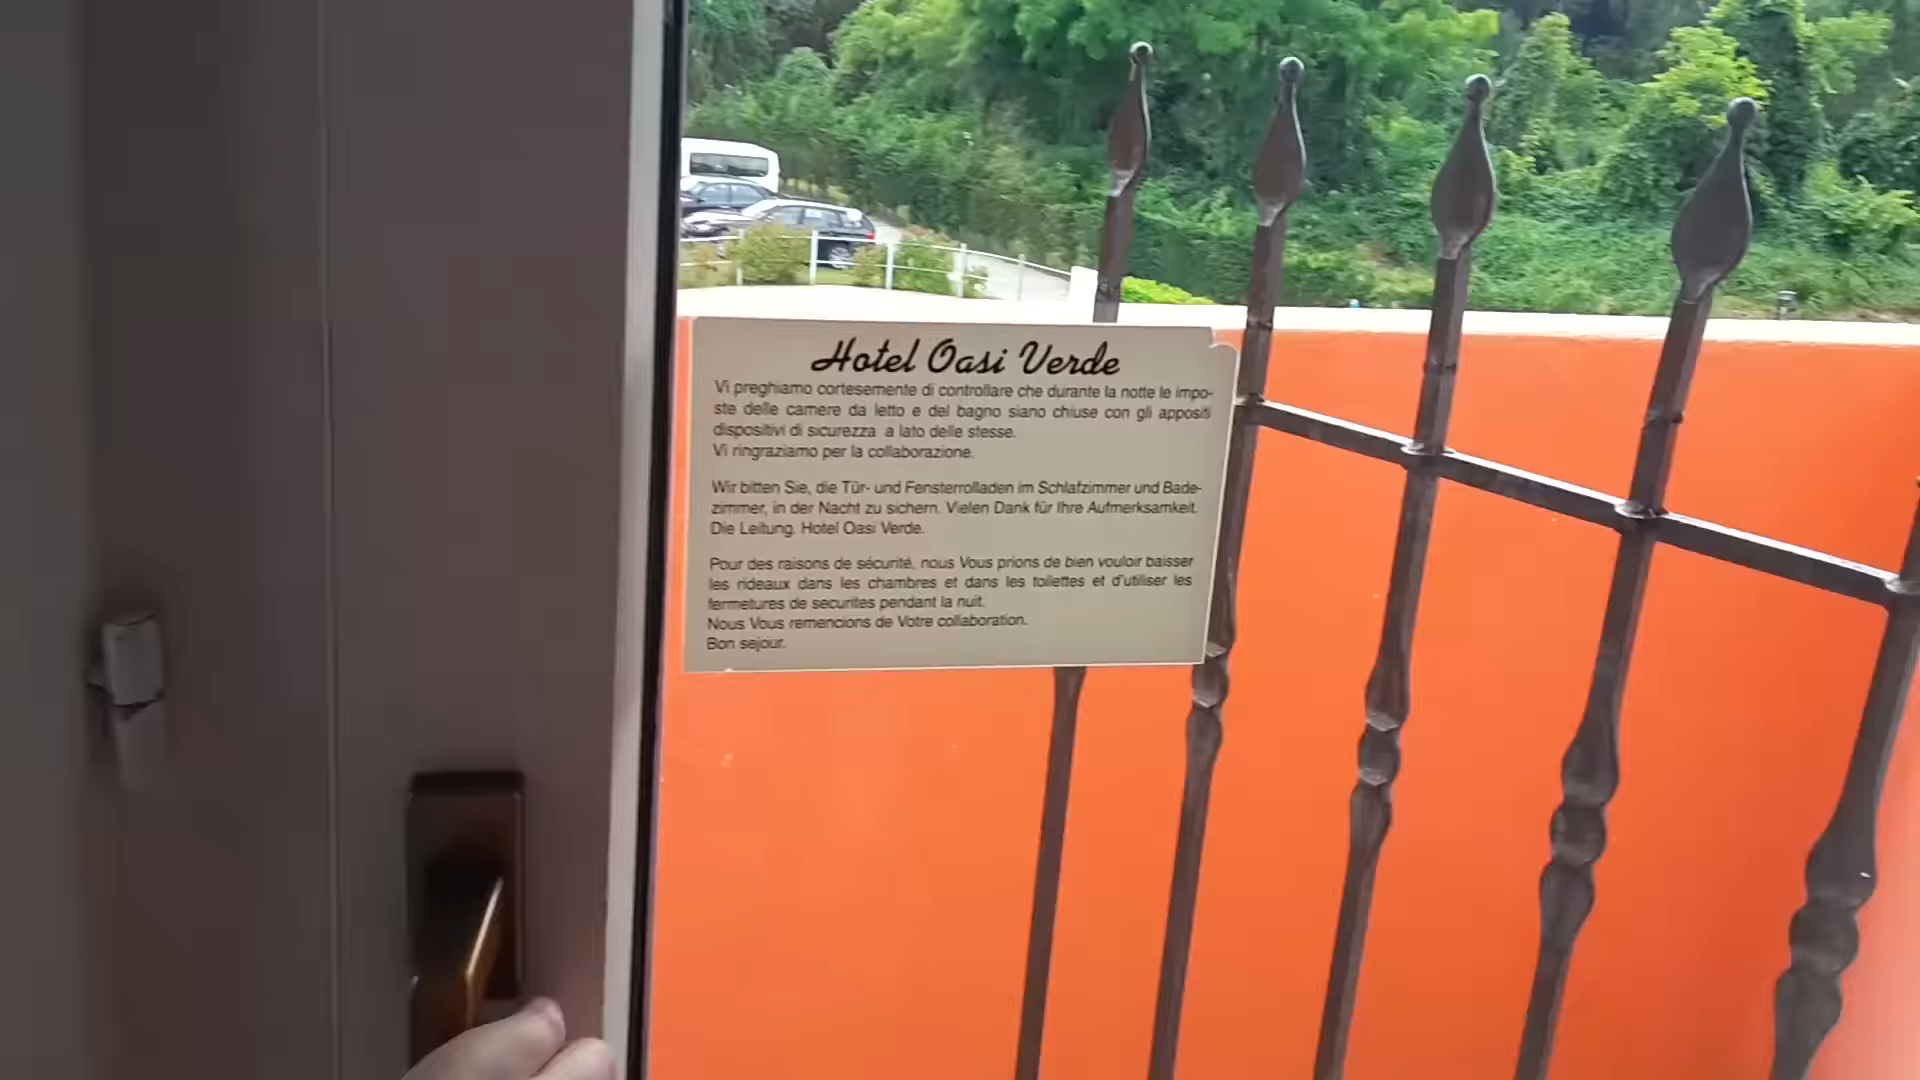 Hotel Oasi Verde
Vi preghiamo cortesemente di controllare che durante la notte le impo-
ste delle camere da letto e del bagno siano chiuse con gli appositi
dispositivi di sicurezza a lato delle stesse.
Vi ringraziamo per la collaborazione.
Wir bitten Sie, die Tür- und Fensterrolladen im Schlafzimmer und Bade-
zimmer, in der Nacht zu sichern. Vielen Dank für Ihre Aufmerksamkeit.
Die Leitung. Hotel Oasi Verde.
Pour des raisons de sécurité, nous Vous prions de bien vouloir baisser
les rideaux dans les chambres et dans les toilettes et d'utiliser les
fermetures de securites pendant la nuit.
Nous Vous remencions de Votre collaboration.
Bon sejour.